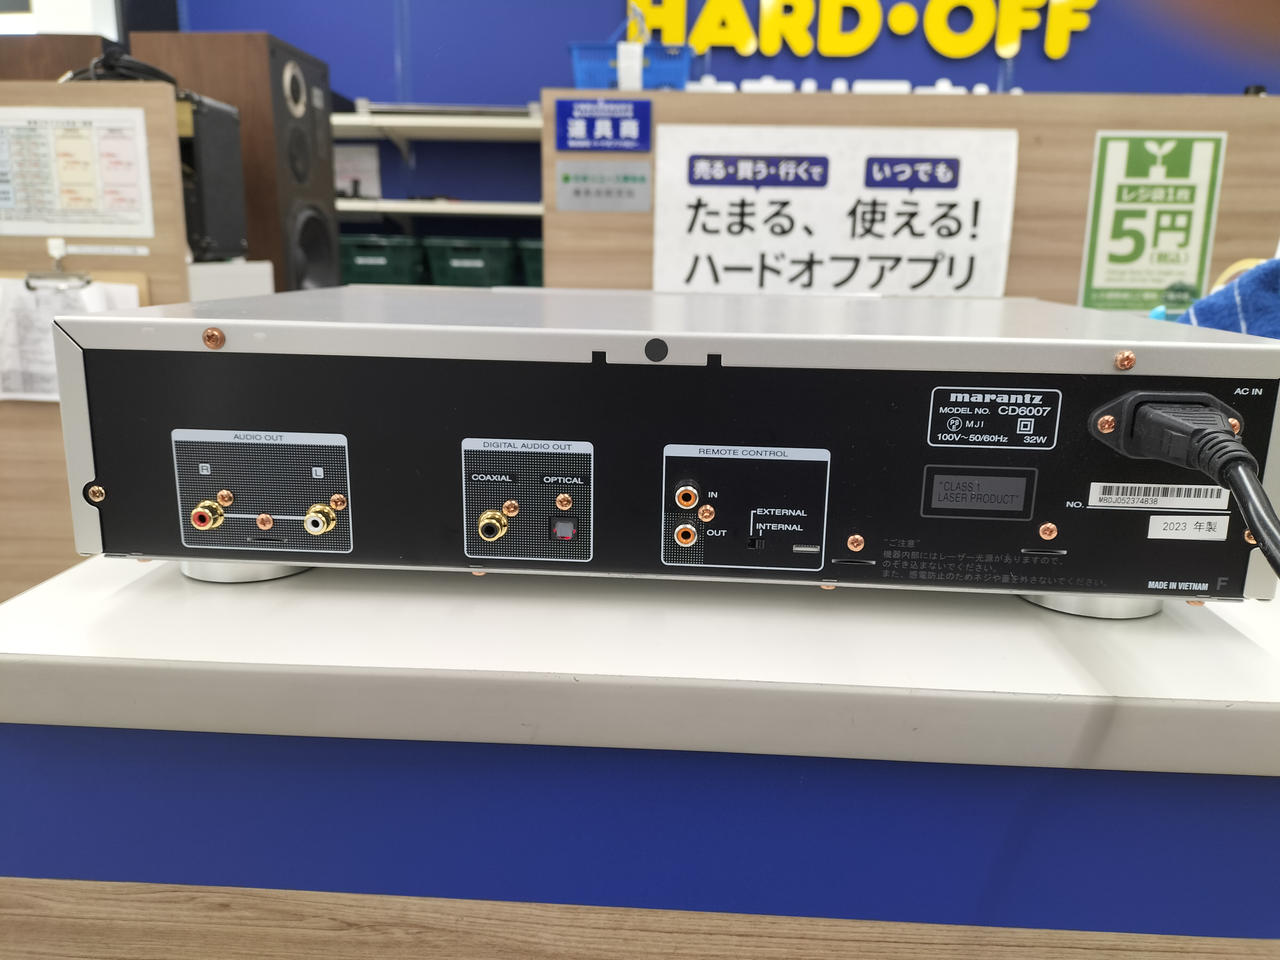 HARD・OFF
道具商
売る・買う・行くで
いつでも
たまる、使える!
ハードオフアプリ
レジ袋1枚
5円
(税込)
AUDIO OUT
R
L
DIGITAL AUDIO OUT
COAXIAL
OPTICAL
REMOTE CONTROL
IN
OUT
EXTERNAL
INTERNAL
marantz
MODEL NO. CD6007
PS E MJI
100V～50/60Hz 32W
AC IN
"CLASS 1
LASER PRODUCT"
NO.
MBDJ052374838
2023 年製
"ご注意"
機器内部にはレーザー光源がありますので、
のぞき込まないでください。
また、感電防止のためネジや蓋を外さないでください。
MADE IN VIETNAM
F